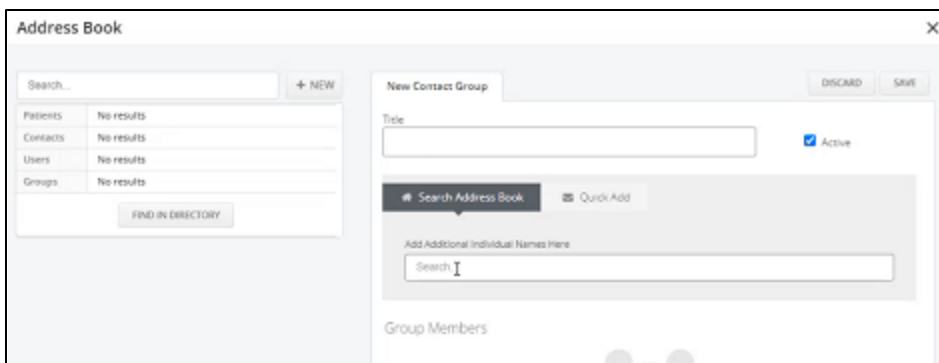 Address Book
Search...
+ NEW
Patients No results
Contacts No results
Users No results
Groups No results
FIND IN DIRECTORY
New Contact Group
DISCARD
SAVE
Title
Active
Search Address Book
Quick Add
Add Additional Individual Names Here
Search.
Group Members